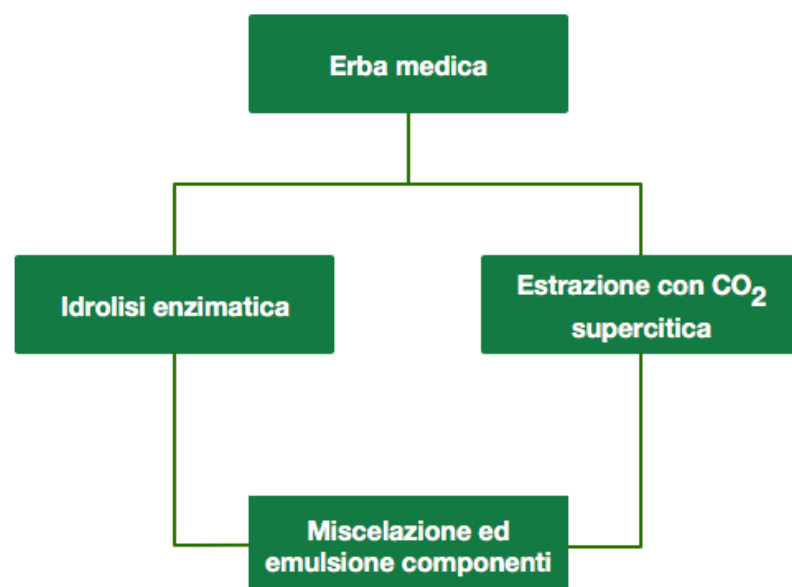 Erba medica
Idrolisi enzimatica
Estrazione con CO₂
supercitica
Miscelazione ed
emulsione componenti